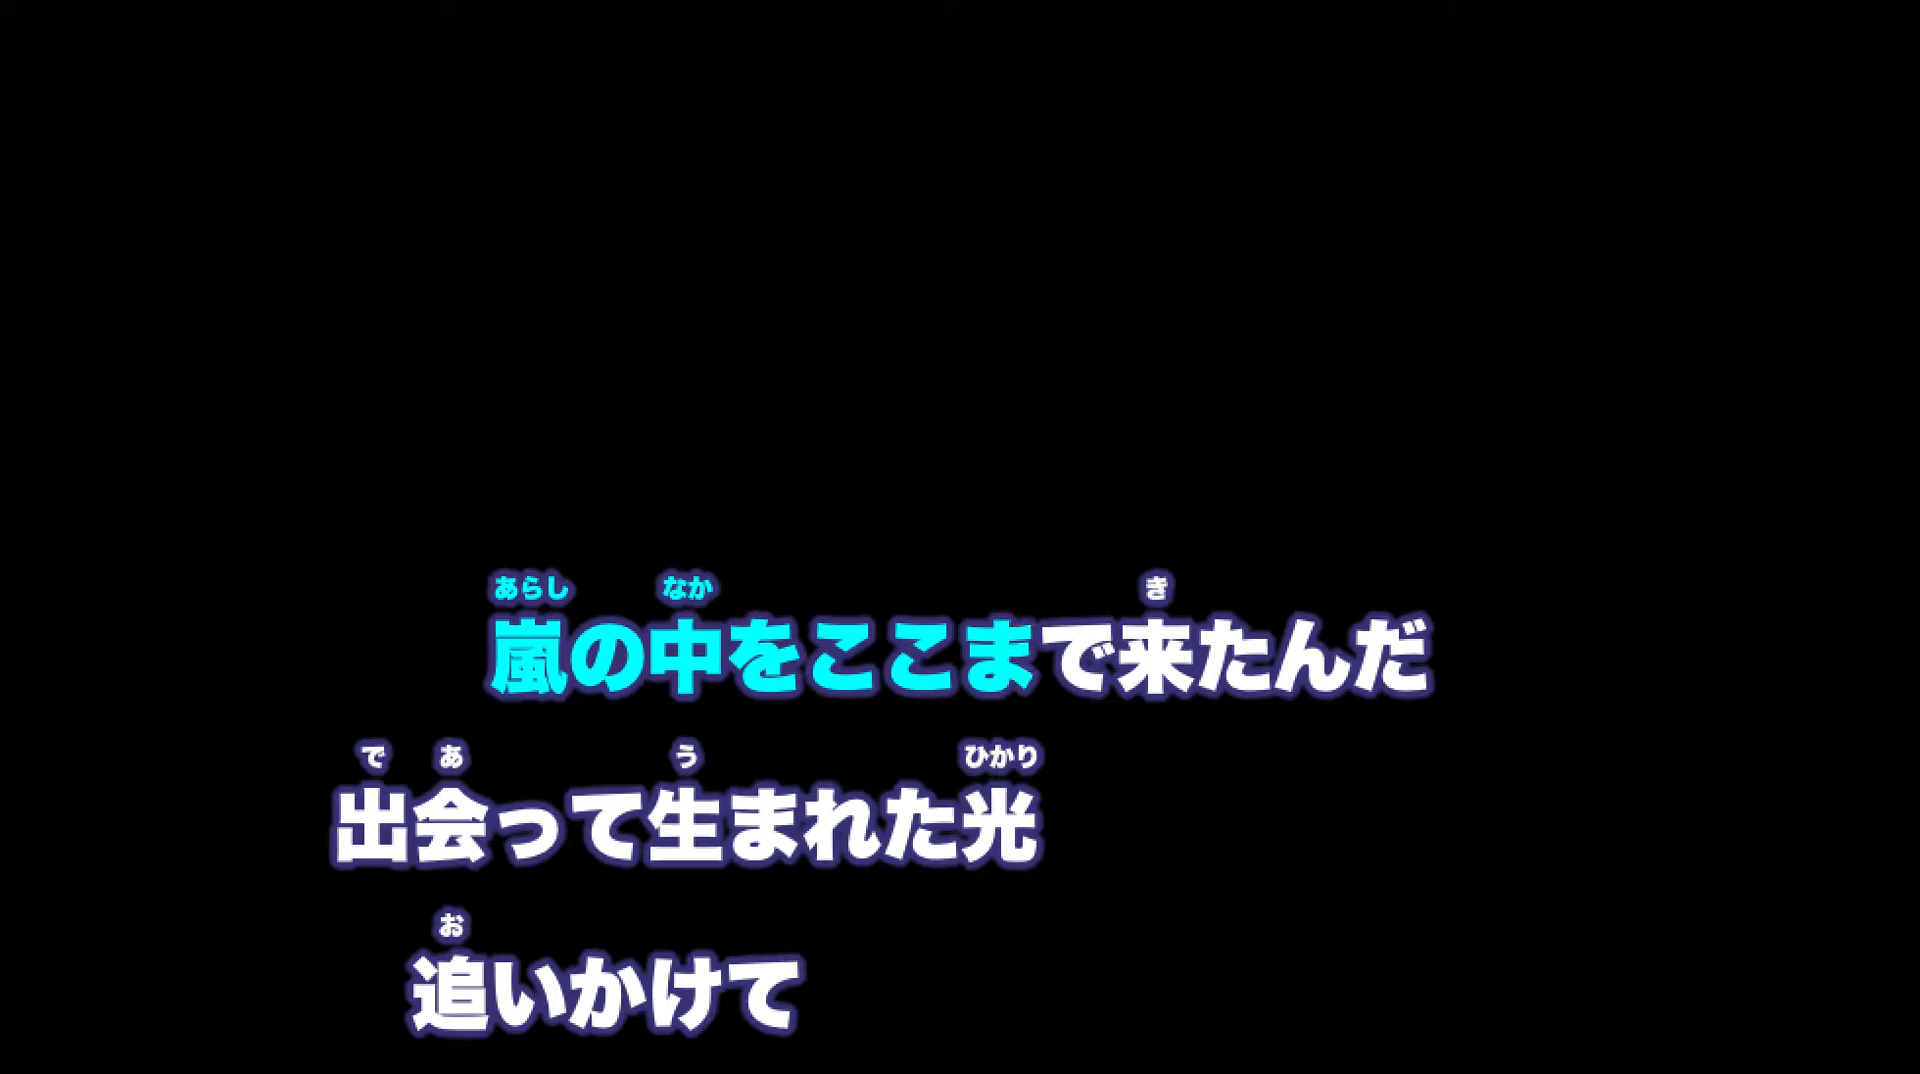 あらし なか き
嵐の中をここまで来たんだ
で あ う ひかり
出会って生まれた光
お
追いかけて